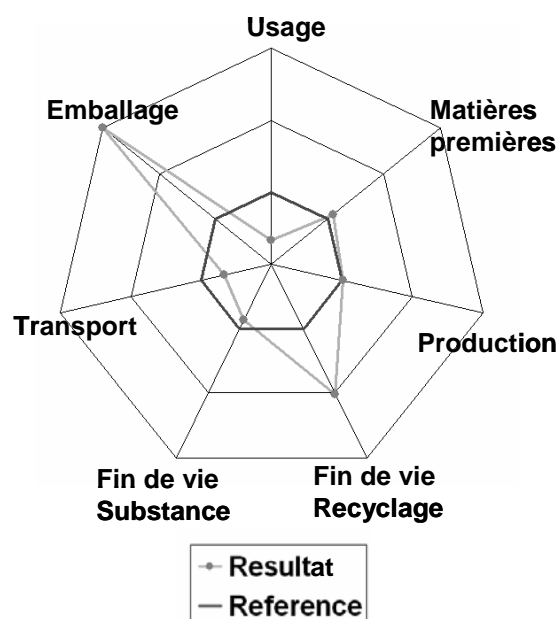 Usage
Emballage
Matières
premières
Transport
Production
Fin de vie
Substance
Fin de vie
Recyclage
Resultat
Reference